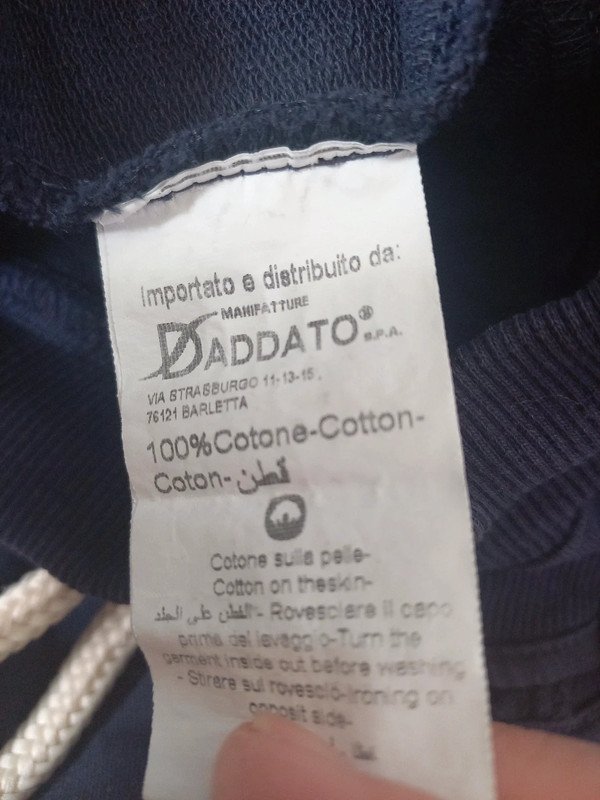 Importato e distribuito da:
MANIFATTURE
DADDATO® S.P.A.
VIA STRASBURGO 11-13-15,
76121 BARLETTA
100%Cotone-Cotton-
Coton-قطن
Cotone sulla pelle-
Cotton on theskin-
القطن على الجلد - Rovesciare il capo
prima del lavaggio-Turn the
garment inside out before washing
- Stirare sul rovescio-Ironing on
opposit side-